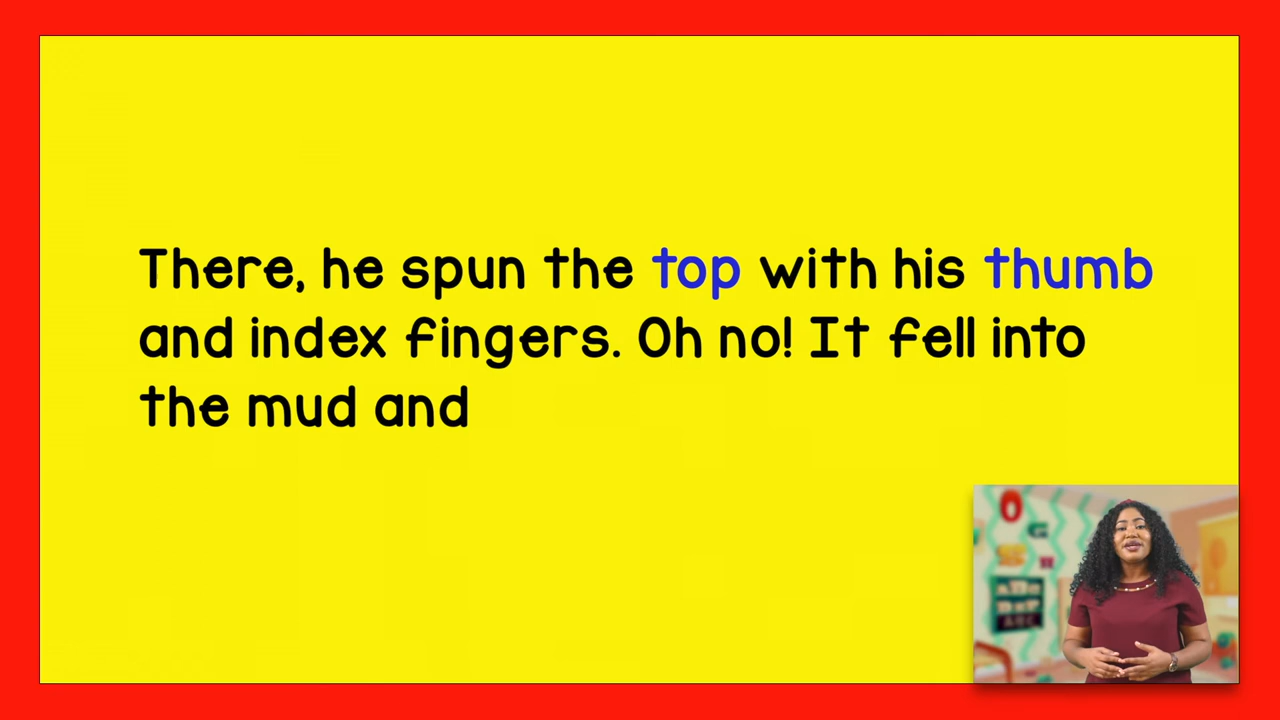 There, he spun the top with his thumb
and index fingers. Oh no! It fell into
the mud and
O
G
H
ABC